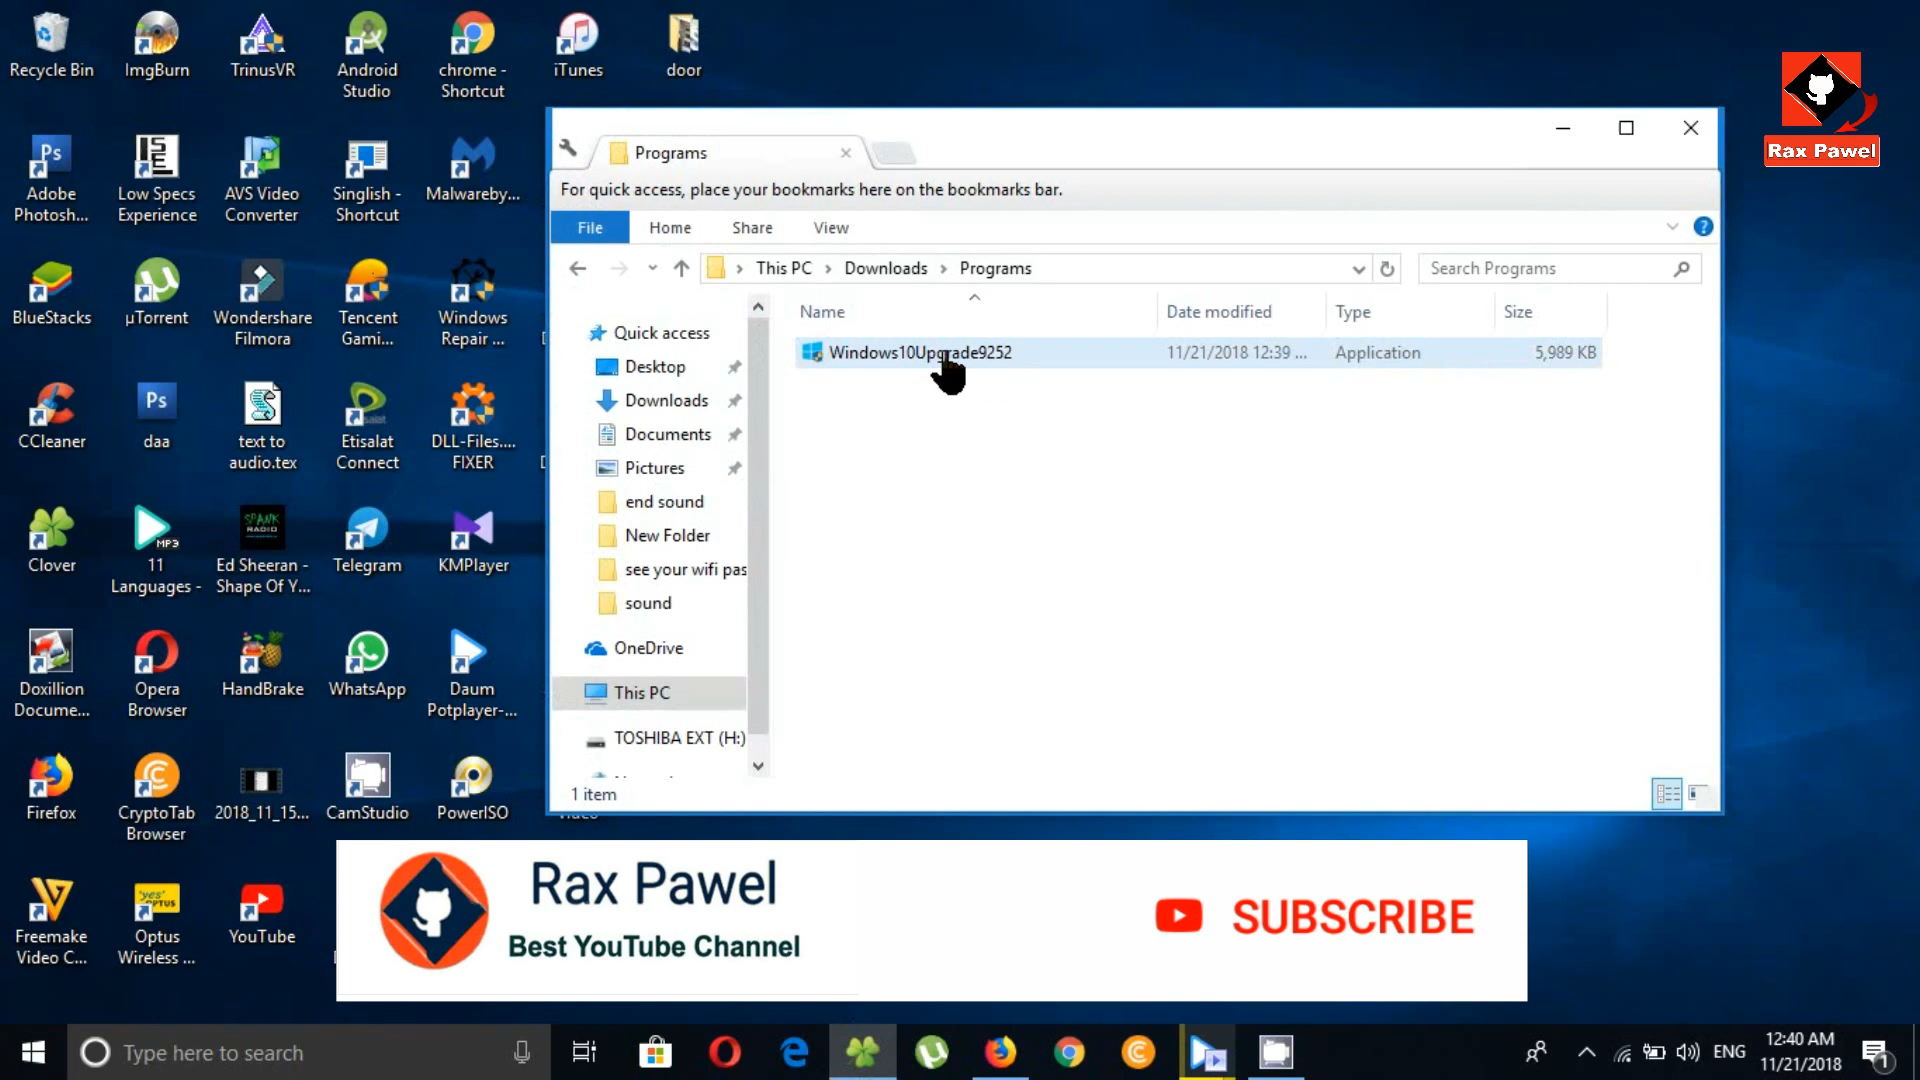 Recycle Bin
ImgBurn
TrinusVR
Android
Studio
chrome -
Shortcut
iTunes
door
Adobe
Photosh...
Low Specs
Experience
AVS Video
Converter
Singlish -
Shortcut
Malwareby...
BlueStacks
µTorrent
Wondershare
Filmora
Tencent
Gami...
Windows
Repair ...
CCleaner
Ps
daa
text to
audio.tex
Etisalat
Connect
DLL-Files....
FIXER
Clover
MP3
11
Languages -
SPANK
RADIO
Ed Sheeran -
Shape Of Y...
Telegram
KMPlayer
Doxillion
Docume...
Opera
Browser
HandBrake
WhatsApp
Daum
Potplayer-...
Firefox
CryptoTab
Browser
2018_11_15...
CamStudio
PowerISO
Freemake
Video C...
Optus
Wireless ...
YouTube
Programs
For quick access, place your bookmarks here on the bookmarks bar.
File Home Share View
This PC > Downloads > Programs
Search Programs
Name Date modified Type Size
Windows10Upgrade9252 11/21/2018 12:39 ... Application 5,989 KB
Quick access
Desktop
Downloads
Documents
Pictures
end sound
New Folder
see your wifi pas
sound
OneDrive
This PC
TOSHIBA EXT (H:)
1 item
Rax Pawel
Rax Pawel
Best YouTube Channel
SUBSCRIBE
Type here to search
ENG
12:40 AM
11/21/2018
1